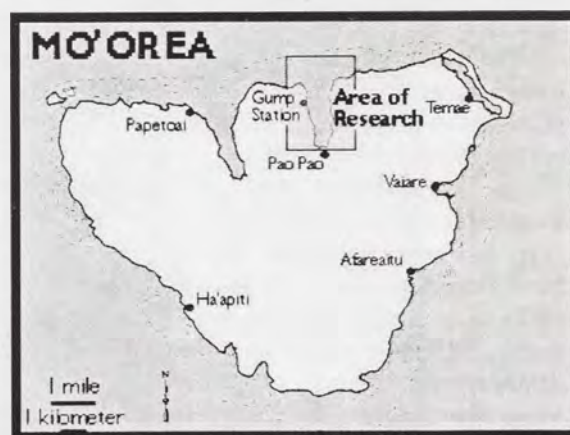 MO'OREA
Gump
Station
Area of
Research
Temae
Papetoai
Pao Pao
Vaiare
Afareaitu
Ha'apiti
1 mile
N
1 kilometer